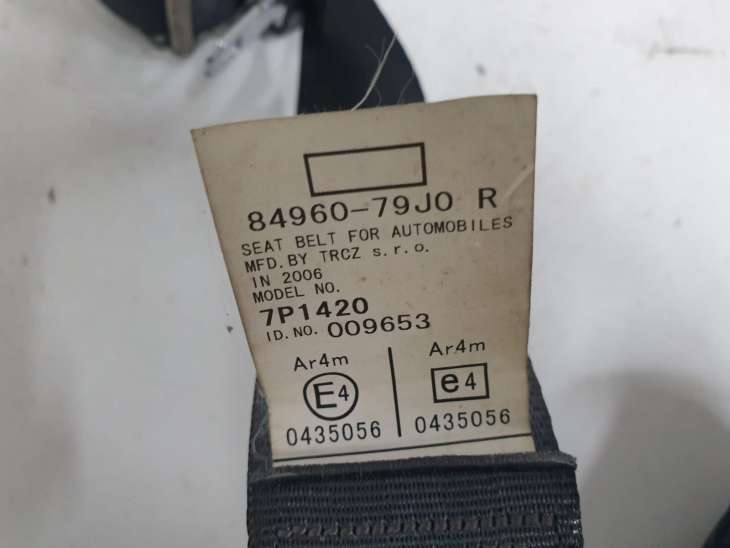 84960-79J0 R
SEAT BELT FOR AUTOMOBILES
MFD. BY TRCZ s.r.o.
IN 2006
MODEL NO.
7P1420
ID. NO. 009653
Ar4m Ar4m
E4 e4
0435056 0435056